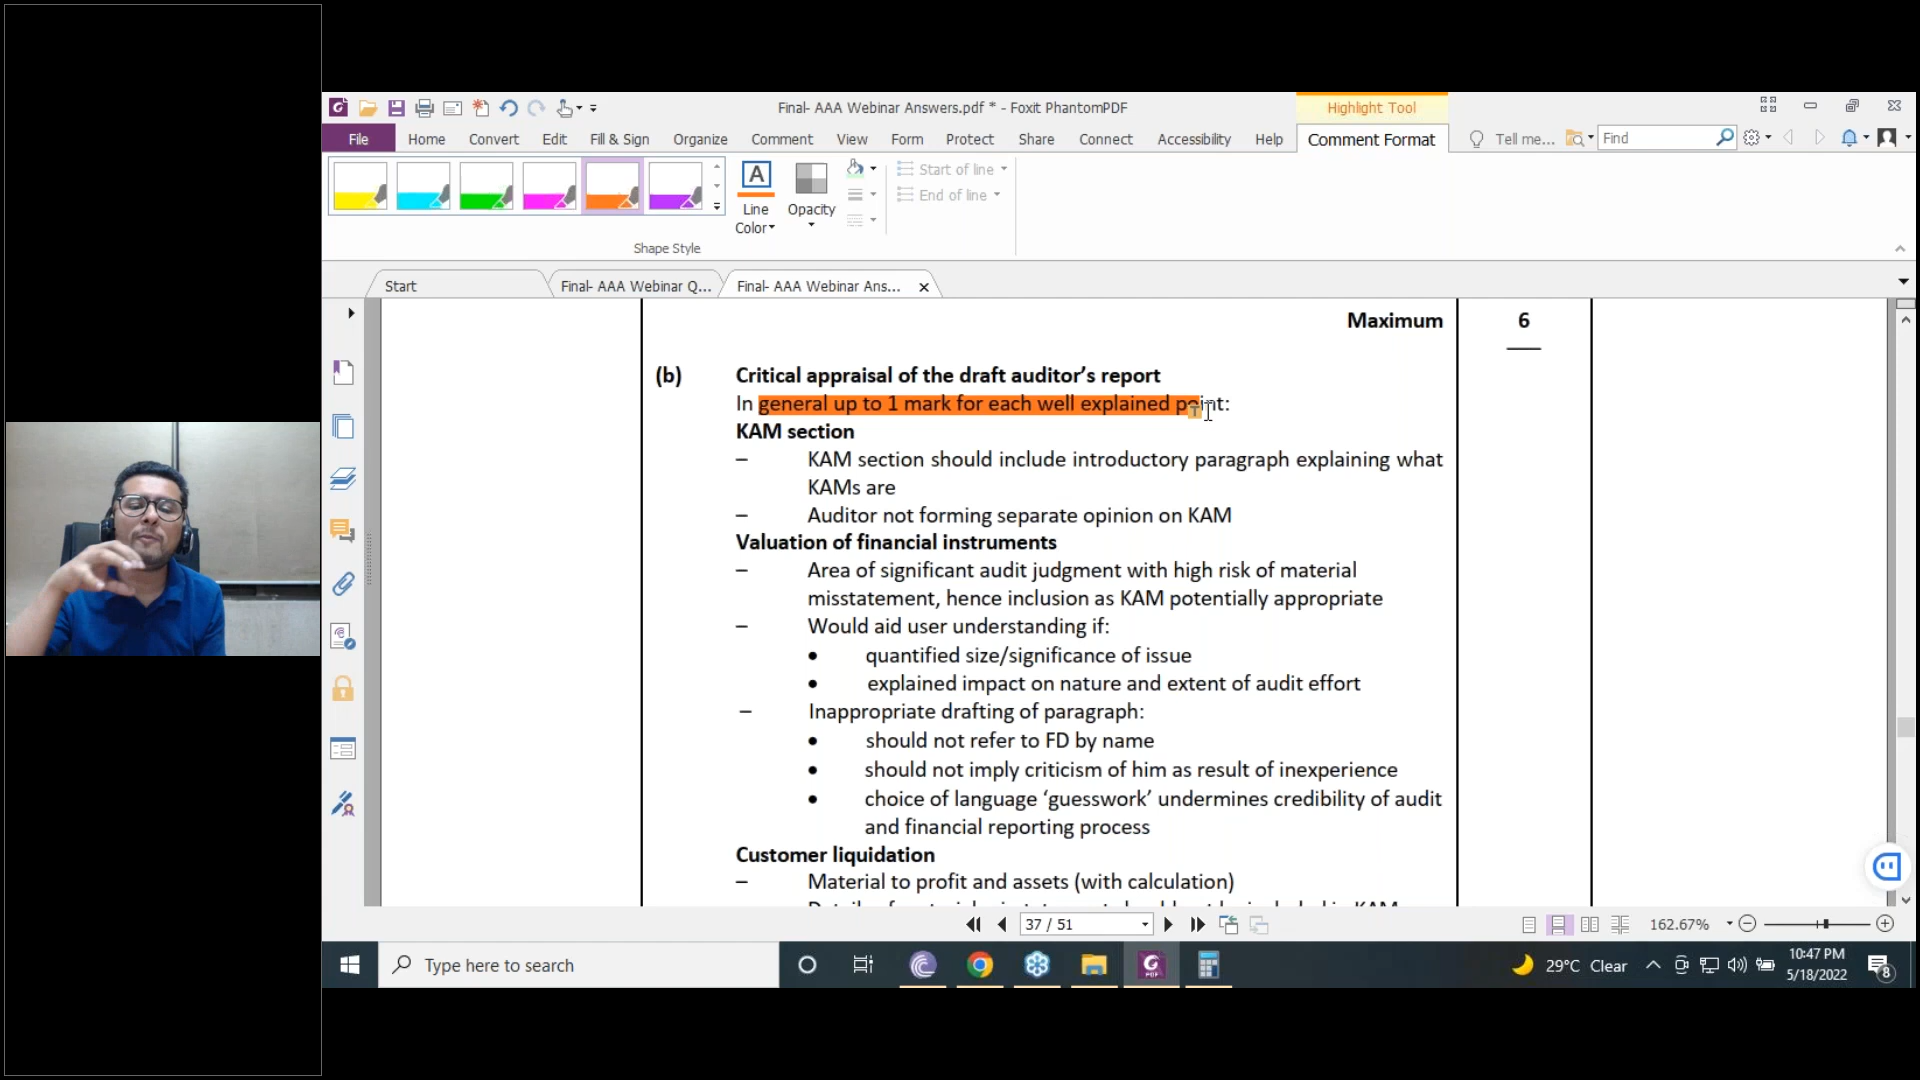 Final- AAA Webinar Answers.pdf * - Foxit PhantomPDF
Highlight Tool
File
Home
Convert
Edit
Fill & Sign
Organize
Comment
View
Form
Protect
Share
Connect
Accessibility
Help
Comment Format
Tell me...
Find
Line Color
Opacity
Start of line
End of line
Shape Style
Start
Final- AAA Webinar Q...
Final- AAA Webinar Ans...
Maximum 6
(b) Critical appraisal of the draft auditor's report
In general up to 1 mark for each well explained point:
KAM section
– KAM section should include introductory paragraph explaining what
KAMs are
– Auditor not forming separate opinion on KAM
Valuation of financial instruments
– Area of significant audit judgment with high risk of material
misstatement, hence inclusion as KAM potentially appropriate
– Would aid user understanding if:
• quantified size/significance of issue
• explained impact on nature and extent of audit effort
– Inappropriate drafting of paragraph:
• should not refer to FD by name
• should not imply criticism of him as result of inexperience
• choice of language ‘guesswork’ undermines credibility of audit
and financial reporting process
Customer liquidation
– Material to profit and assets (with calculation)
37 / 51
162.67%
Type here to search
29°C Clear
10:47 PM
5/18/2022
8